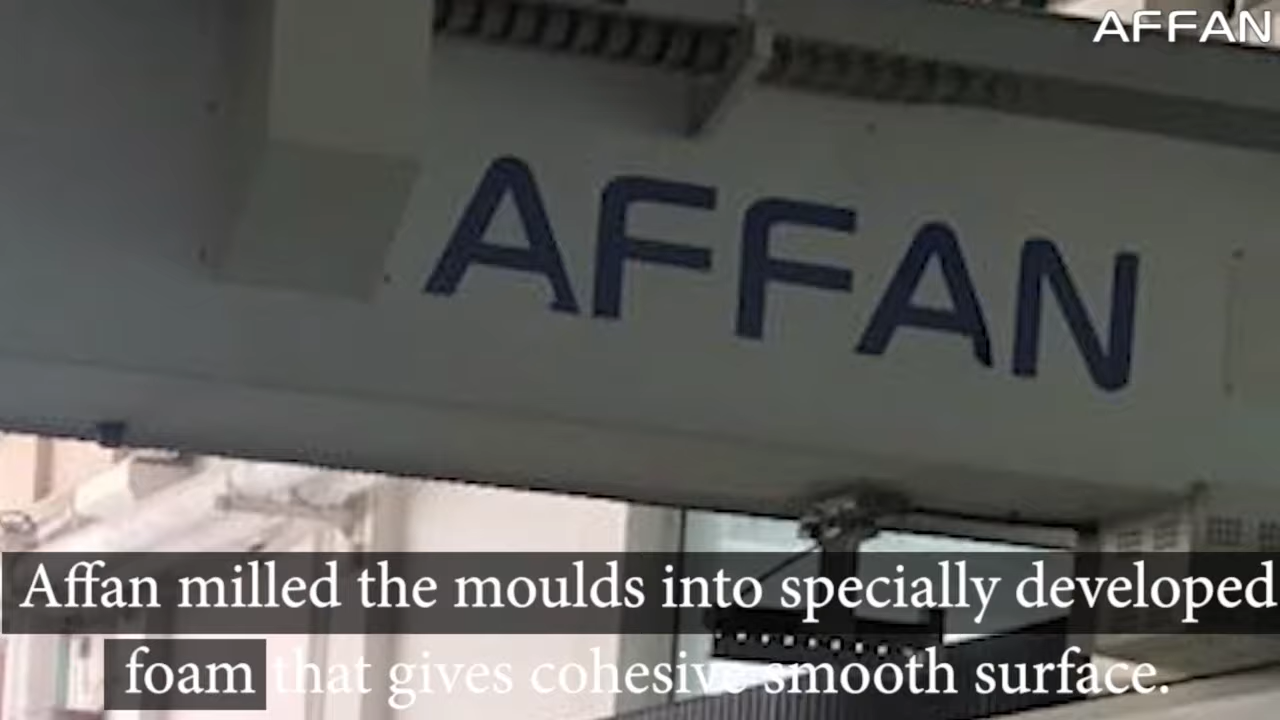 AFFAN
AFFAN
Affan milled the moulds into specially developed
foam that gives cohesive smooth surface.